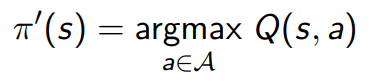 π′(s) = argmax Q(s, a)
a∈𝒜